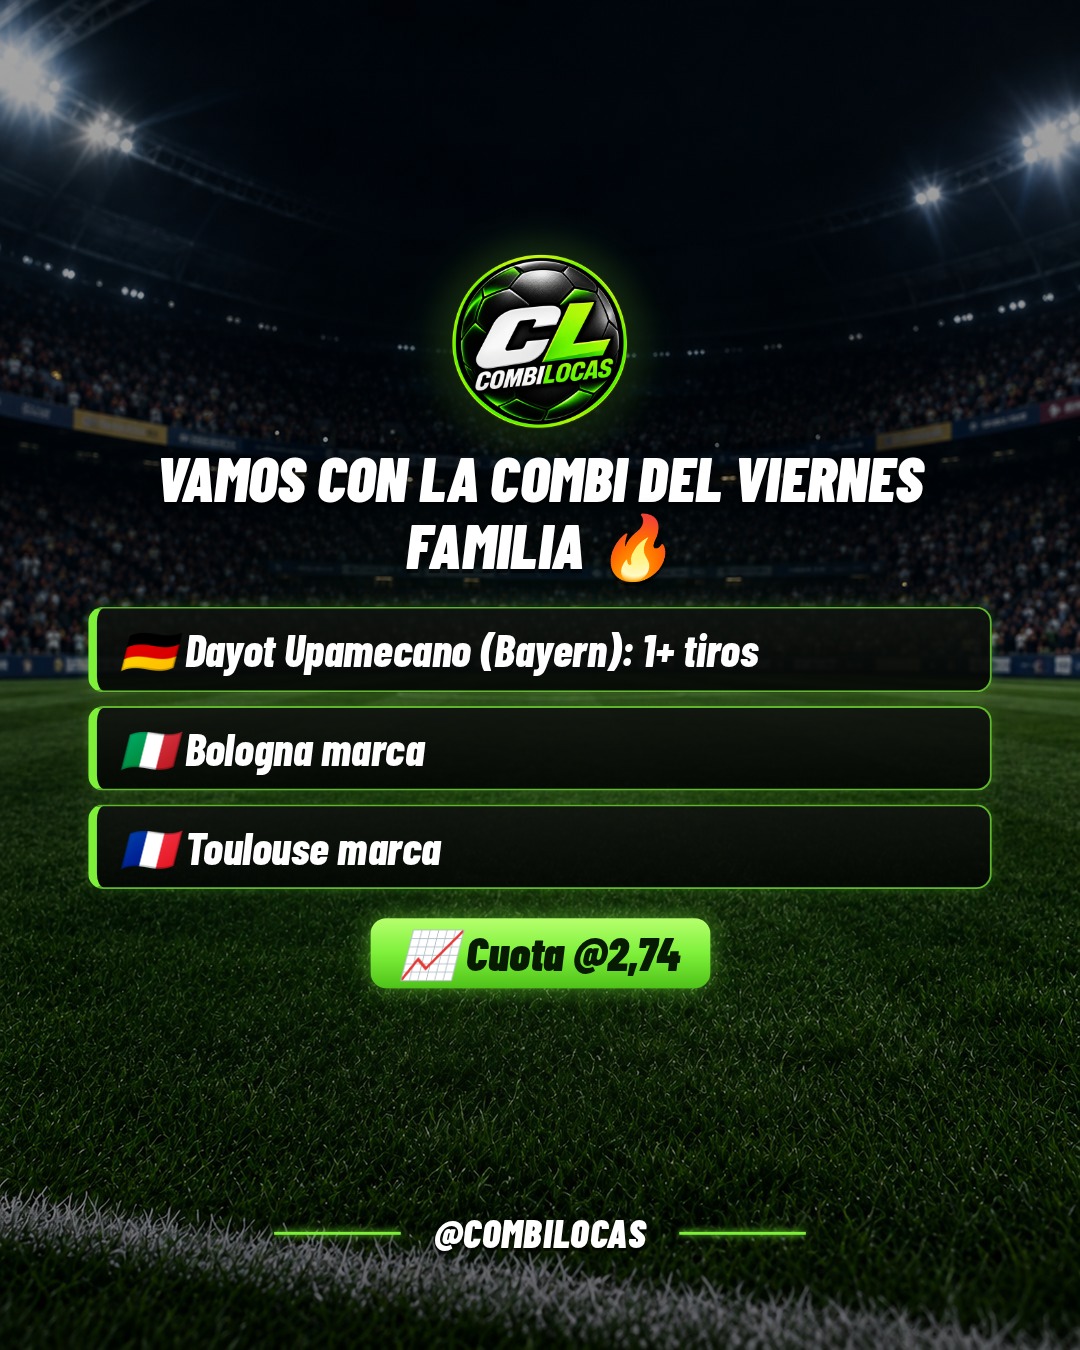 CL
COMBILOCAS
VAMOS CON LA COMBI DEL VIERNES
FAMILIA 🔥
🇩🇪 Dayot Upamecano (Bayern): 1+ tiros
🇮🇹 Bologna marca
🇫🇷 Toulouse marca
📈 Cuota @2,74
@COMBILOCAS